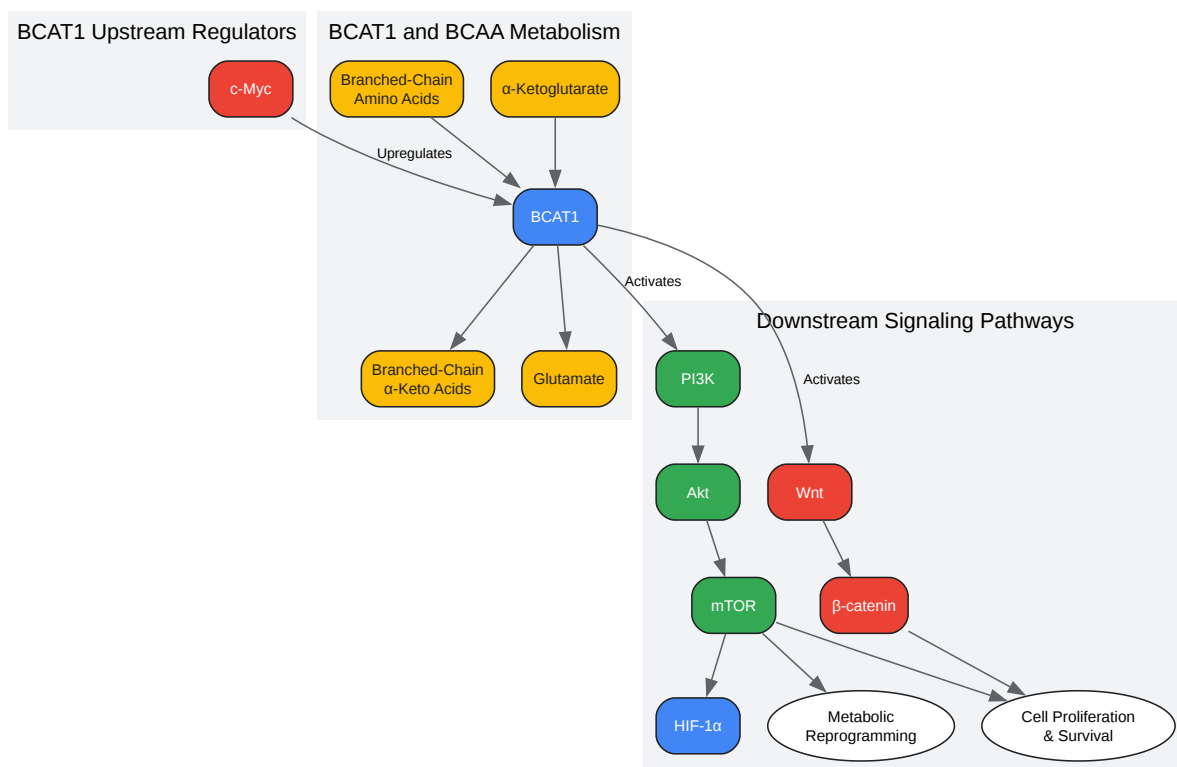 BCAT1 Upstream Regulators
BCAT1 and BCAA Metabolism
c-Myc
Branched-Chain
Amino Acids
α-Ketoglutarate
Upregulates
BCAT1
Activates
Downstream Signaling Pathways
Branched-Chain
α-Keto Acids
Glutamate
PI3K
Activates
Akt
Wnt
mTOR
β-catenin
HIF-1α
Metabolic
Reprogramming
Cell Proliferation
& Survival